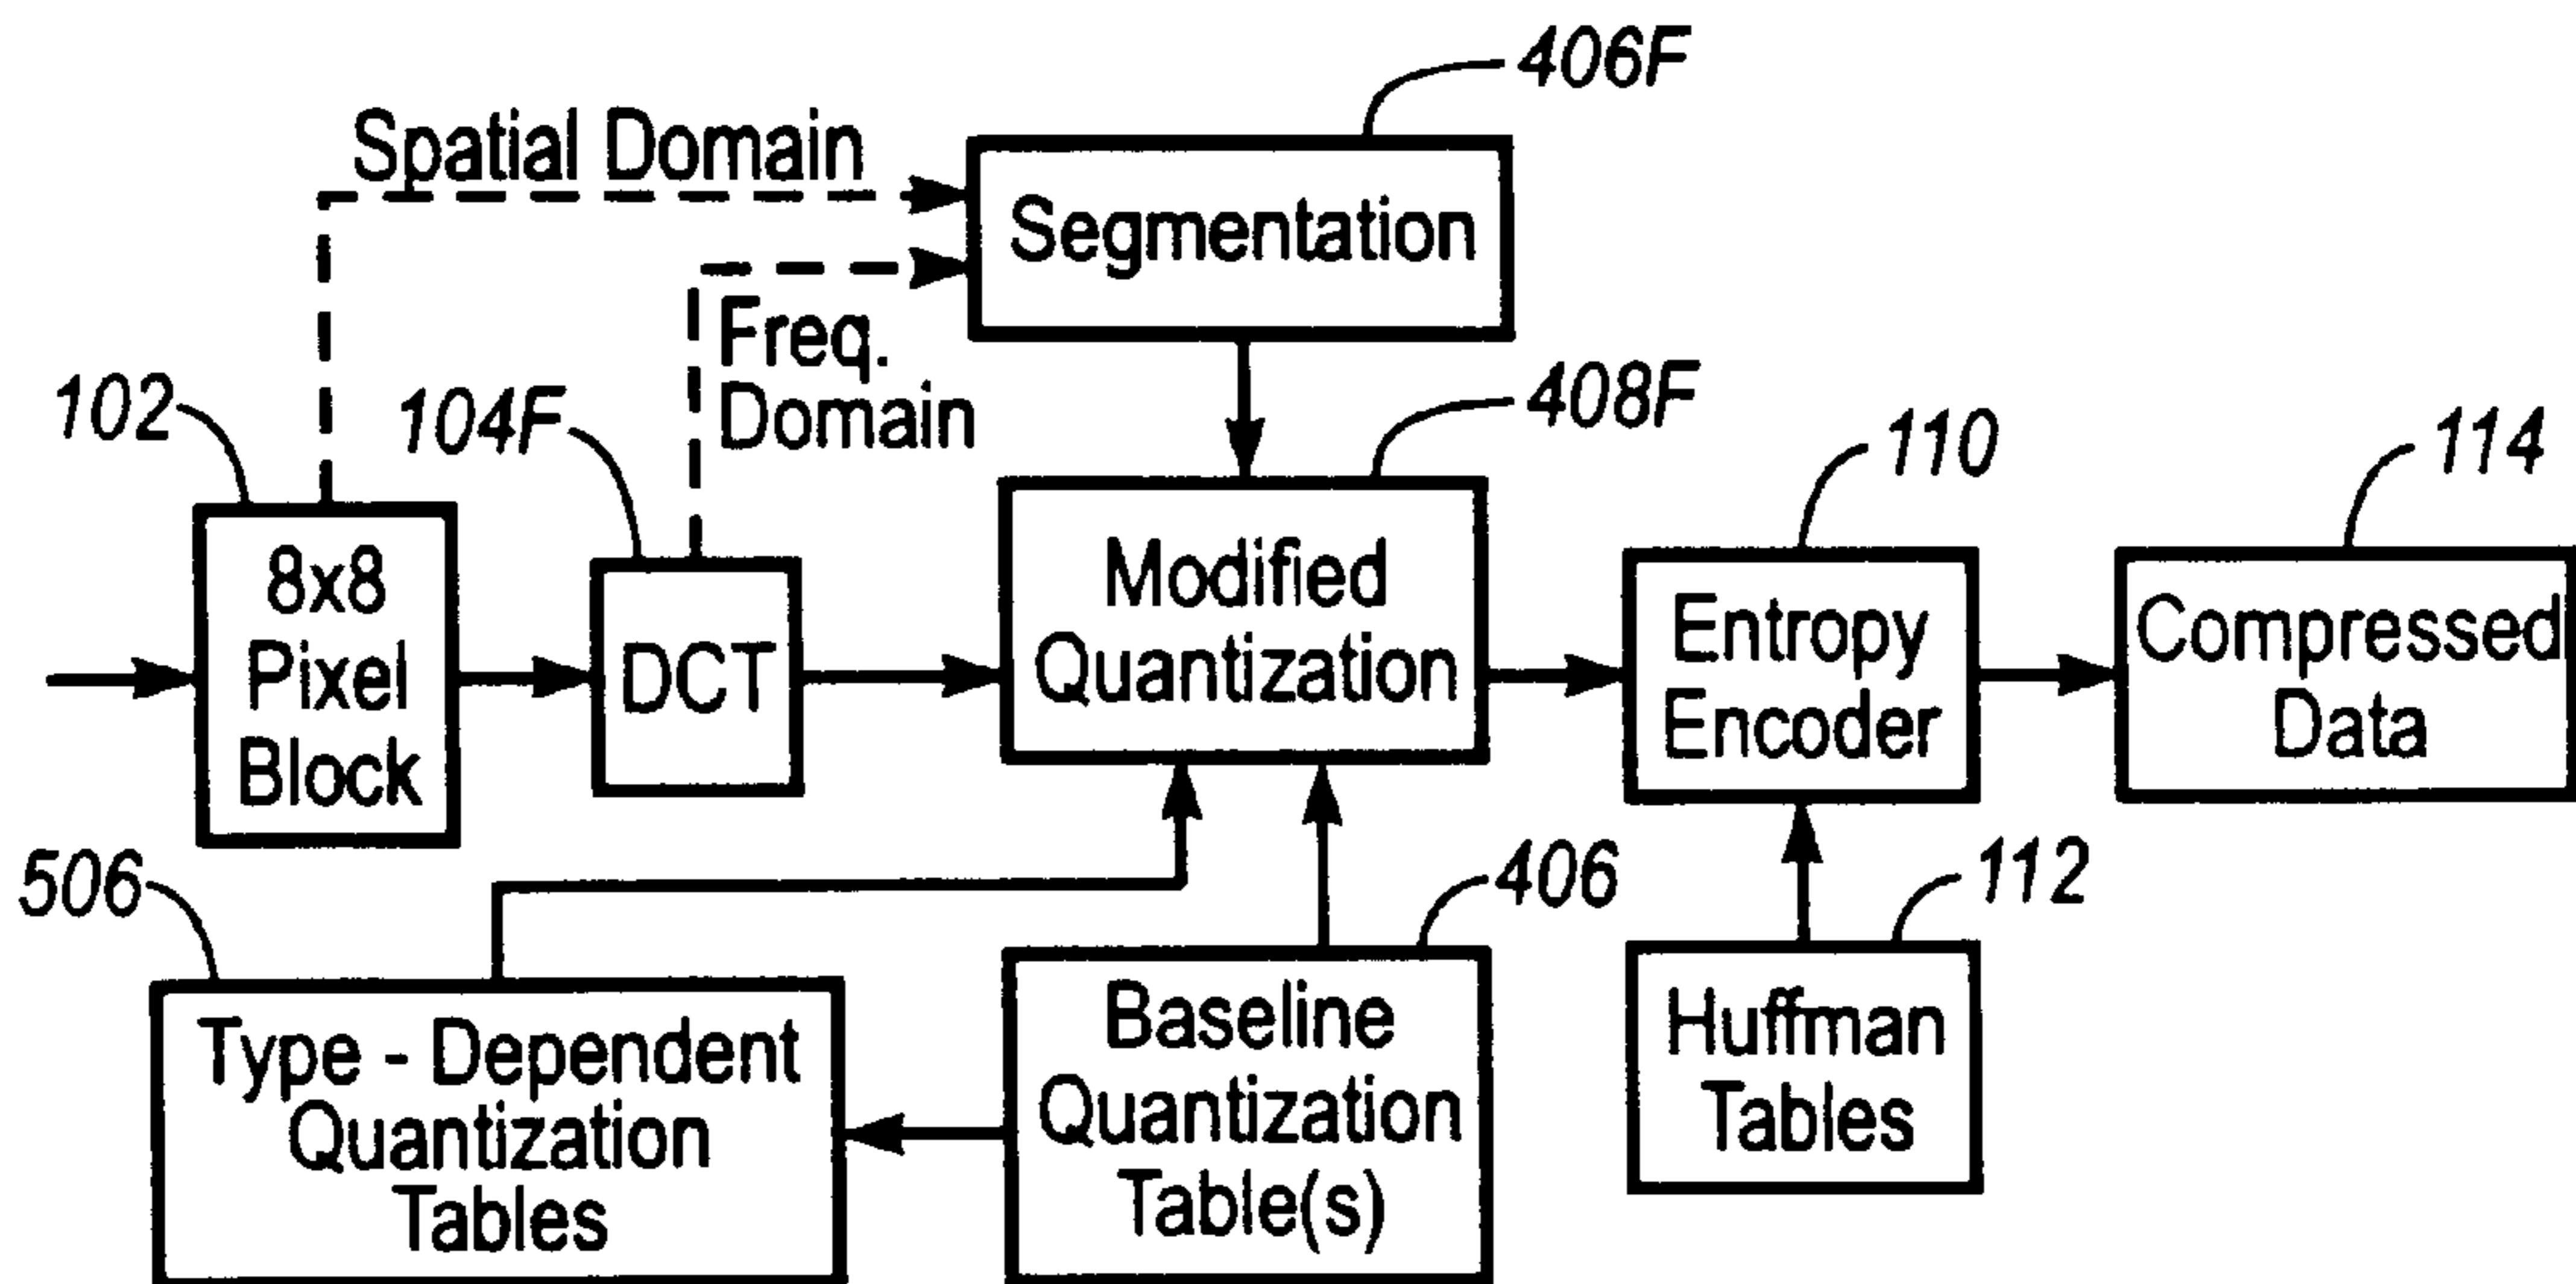 406F
Spatial Domain
Segmentation
Freq.
Domain
102
104F
408F
110
114
8x8
Pixel
Block
DCT
Modified
Quantization
Entropy
Encoder
Compressed
Data
506
406
112
Type - Dependent
Quantization
Tables
Baseline
Quantization
Table(s)
Huffman
Tables